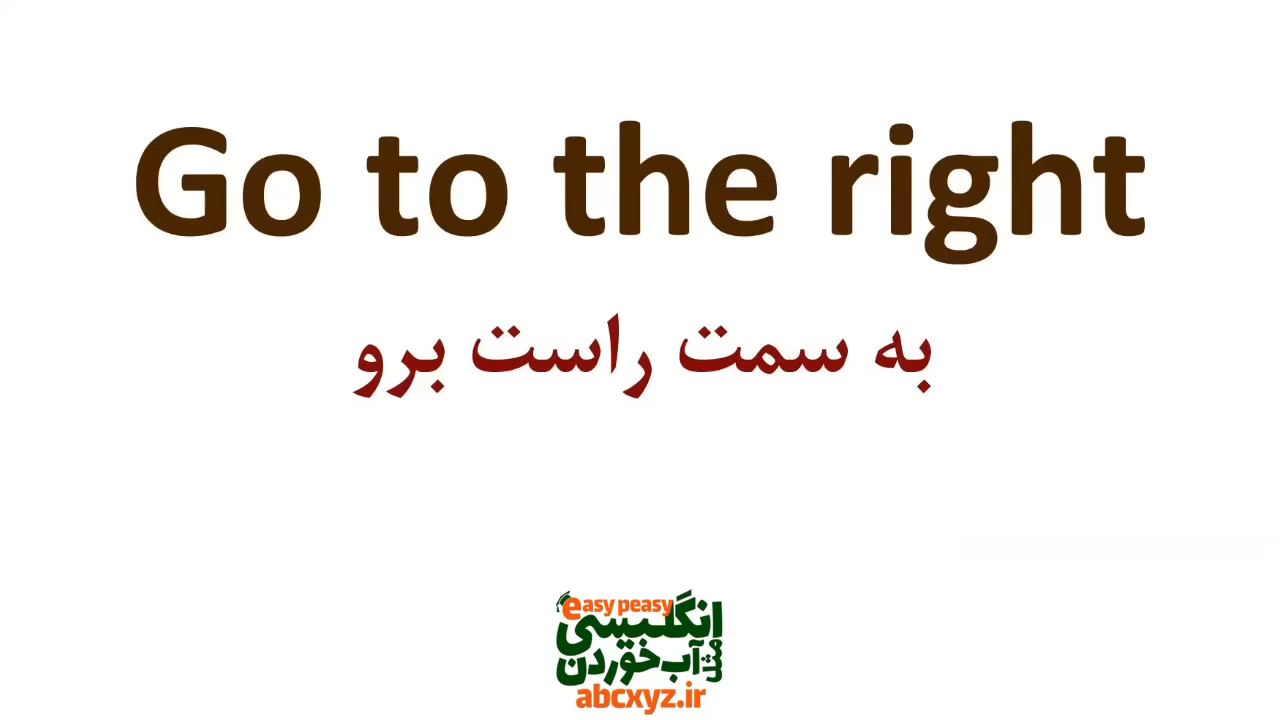 Go to the right
به سمت راست برو
easy peasy
انگلیسی
مثل آب خوردن
abcxyz.ir